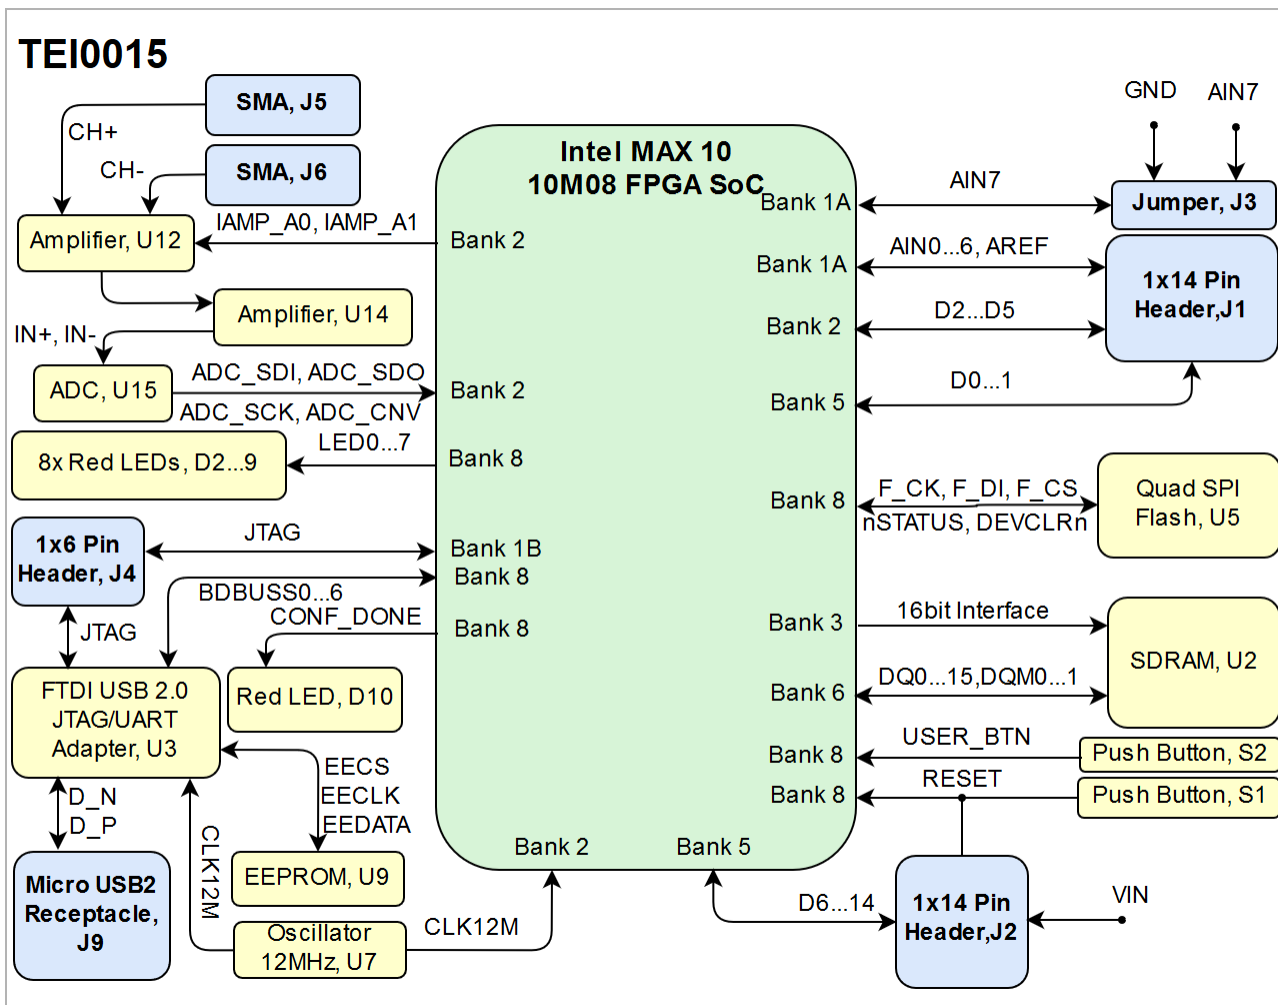 TEI0015
SMA, J5
CH+
CH-
SMA, J6
IAMP_A0, IAMP_A1
Amplifier, U12
Amplifier, U14
IN+, IN-
ADC, U15
ADC_SDI, ADC_SDO
ADC_SCK, ADC_CNV
LED0...7
8x Red LEDs, D2...9
1x6 Pin
Header, J4
JTAG
BDBUSS0...6
CONF_DONE
JTAG
FTDI USB 2.0
JTAG/UART
Adapter, U3
Red LED, D10
EECS
EECLK
EEDATA
D_N
D_P
CLK12M
Micro USB2
Receptacle,
J9
EEPROM, U9
Oscillator
12MHz, U7
CLK12M
Intel MAX 10
10M08 FPGA SoC
Bank 2
Bank 2
Bank 8
Bank 1B
Bank 8
Bank 8
Bank 2
Bank 5
Bank 1A
Bank 1A
Bank 2
Bank 5
Bank 8
Bank 3
Bank 6
Bank 8
Bank 8
GND
AIN7
AIN7
Jumper, J3
AIN0...6, AREF
1x14 Pin
Header,J1
D2...D5
D0...1
F_CK, F_DI, F_CS
nSTATUS, DEVCLRn
Quad SPI
Flash, U5
16bit Interface
SDRAM, U2
DQ0...15,DQM0...1
USER_BTN
Push Button, S2
RESET
Push Button, S1
D6...14
1x14 Pin
Header,J2
VIN